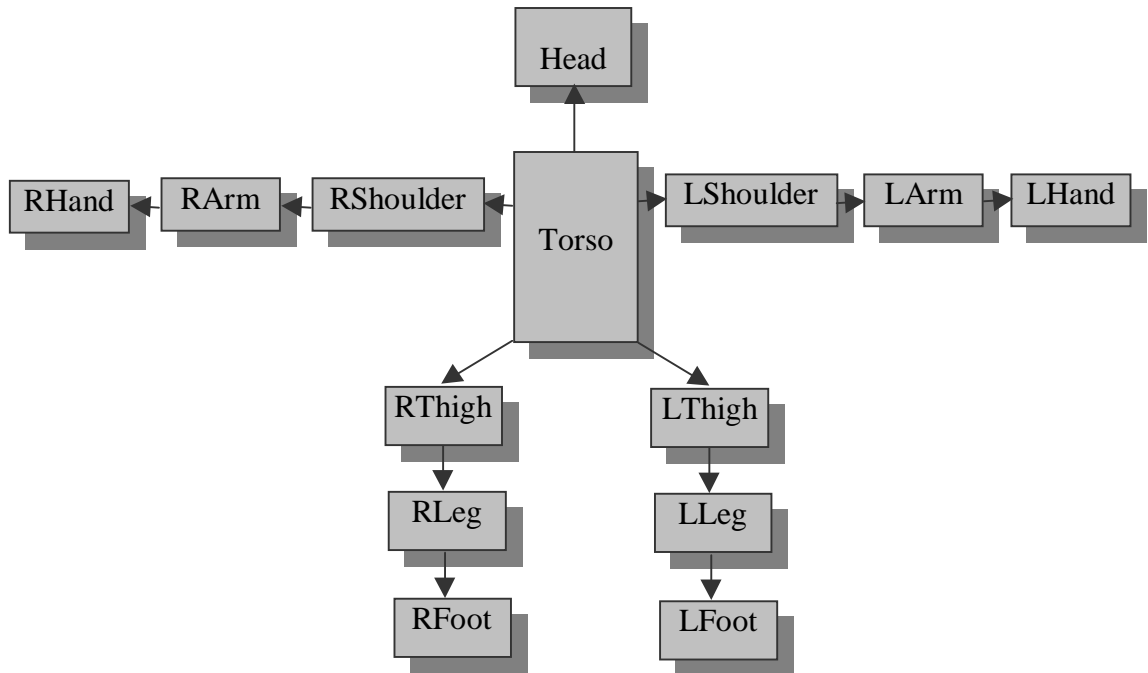 Head
RHand
RArm
RShoulder
Torso
LShoulder
LArm
LHand
RThigh
LThigh
RLeg
LLeg
RFoot
LFoot